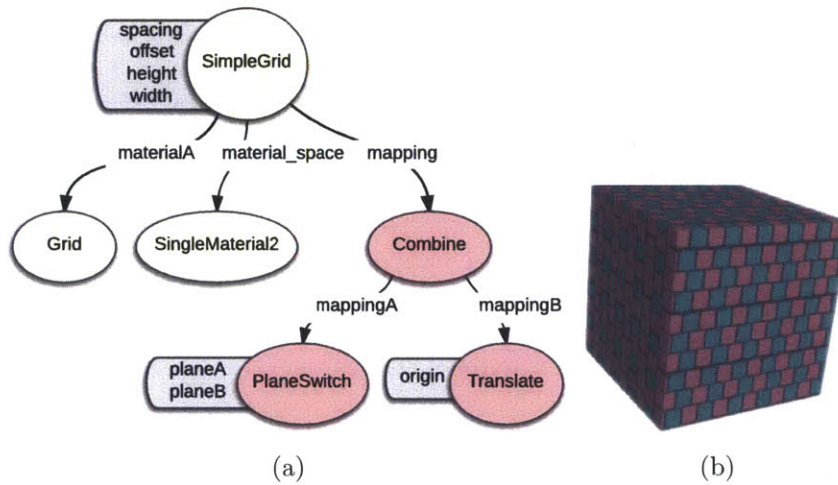 spacing
offset
height
width
SimpleGrid
materialA material_space mapping
Grid SingleMaterial2 Combine
mappingA mappingB
planeA
planeB
PlaneSwitch
origin
Translate
(a) (b)